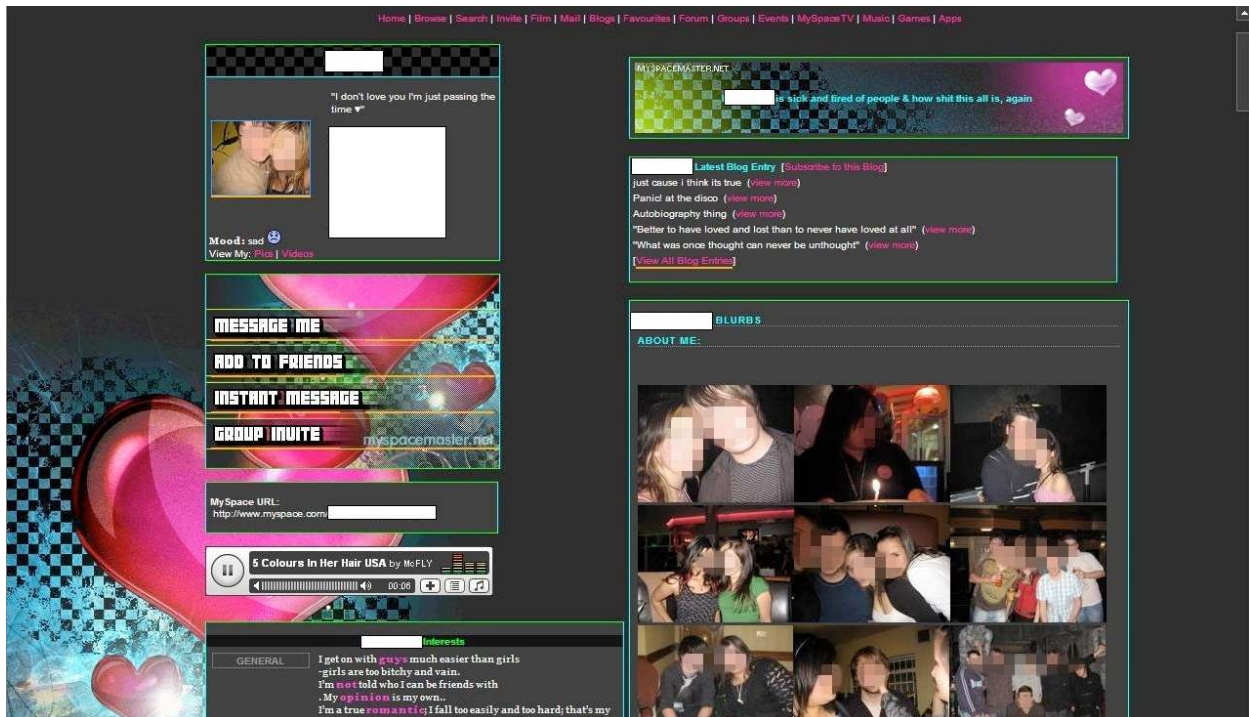 Home | Browse | Search | Invite | Film | Mail | Blogs | Favourites | Forum | Groups | Events | MySpaceTV | Music | Games | Apps
"I don't love you I'm just passing the
time ♥"
Mood: sad
View My: Pics | Videos
MESSAGE ME
ADD TO FRIENDS
INSTANT MESSAGE
GROUP INVITE
myspacemaster.net
MySpace URL:
http://www.myspace.com/
5 Colours In Her Hair USA by McFLY
00:06
Interests
GENERAL
I get on with guys much easier than girls
-girls are too bitchy and vain.
I'm not told who I can be friends with
. My opinion is my own..
I'm a true romantic; I fall too easily and too hard; that's my
MYSPACEMASTER.NET
is sick and tired of people & how shit this all is, again
Latest Blog Entry [Subscribe to this Blog]
just cause i think its true (view more)
Panic! at the disco (view more)
Autobiography thing (view more)
"Better to have loved and lost than to never have loved at all" (view more)
"What was once thought can never be unthought" (view more)
[View All Blog Entries]
BLURBS
ABOUT ME: